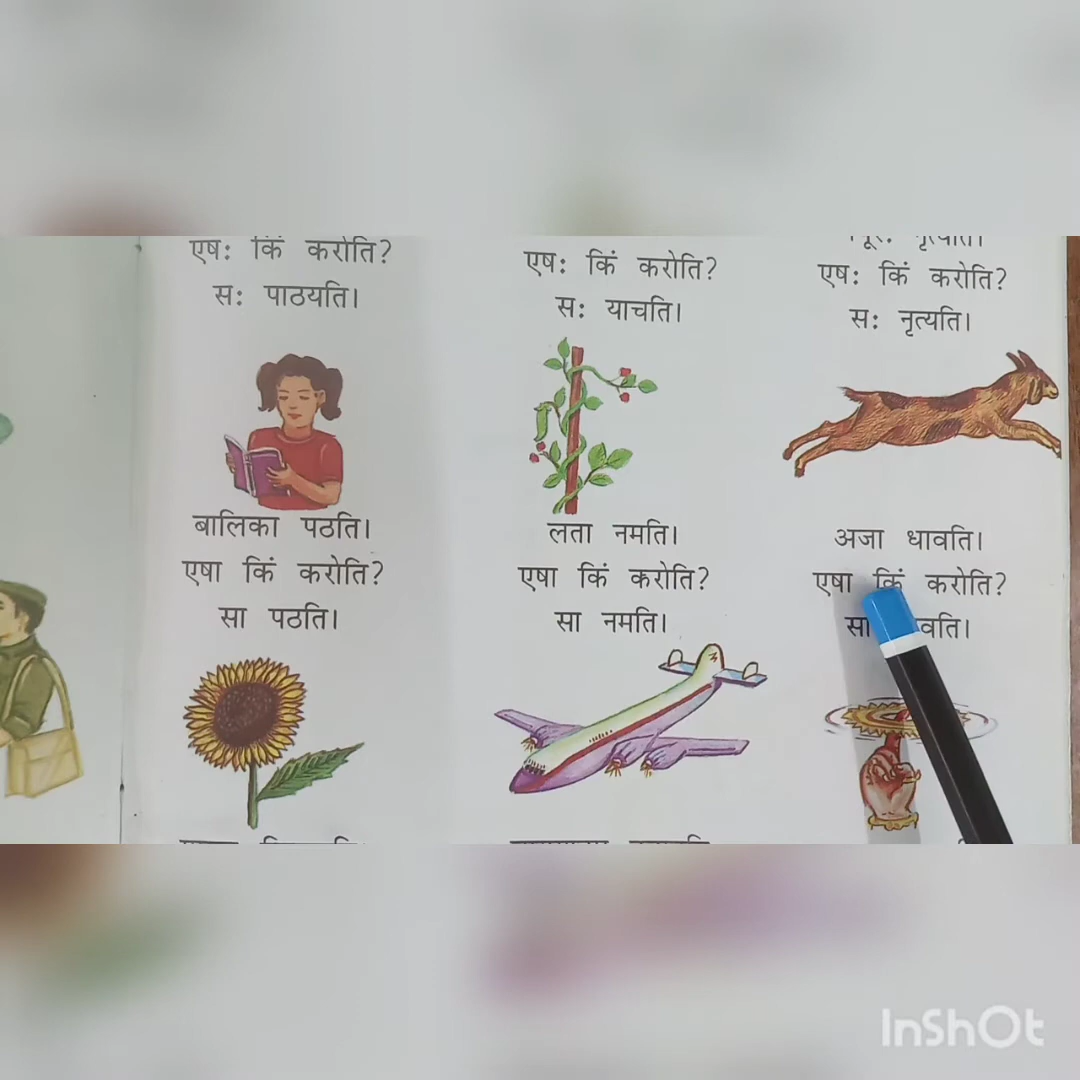 एषः किं करोति?
सः पाठयति।
एषः किं करोति?
सः याचति।
एषः किं करोति?
सः नृत्यति।
बालिका पठति।
एषा किं करोति?
सा पठति।
लता नमति।
एषा किं करोति?
सा नमति।
अजा धावति।
एषा किं करोति?
सा
InShOt